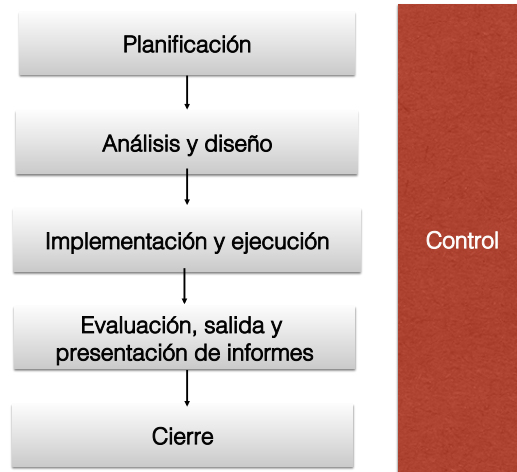 Planificación
Análisis y diseño
Implementación y ejecución
Control
Evaluación, salida y
presentación de informes
Cierre